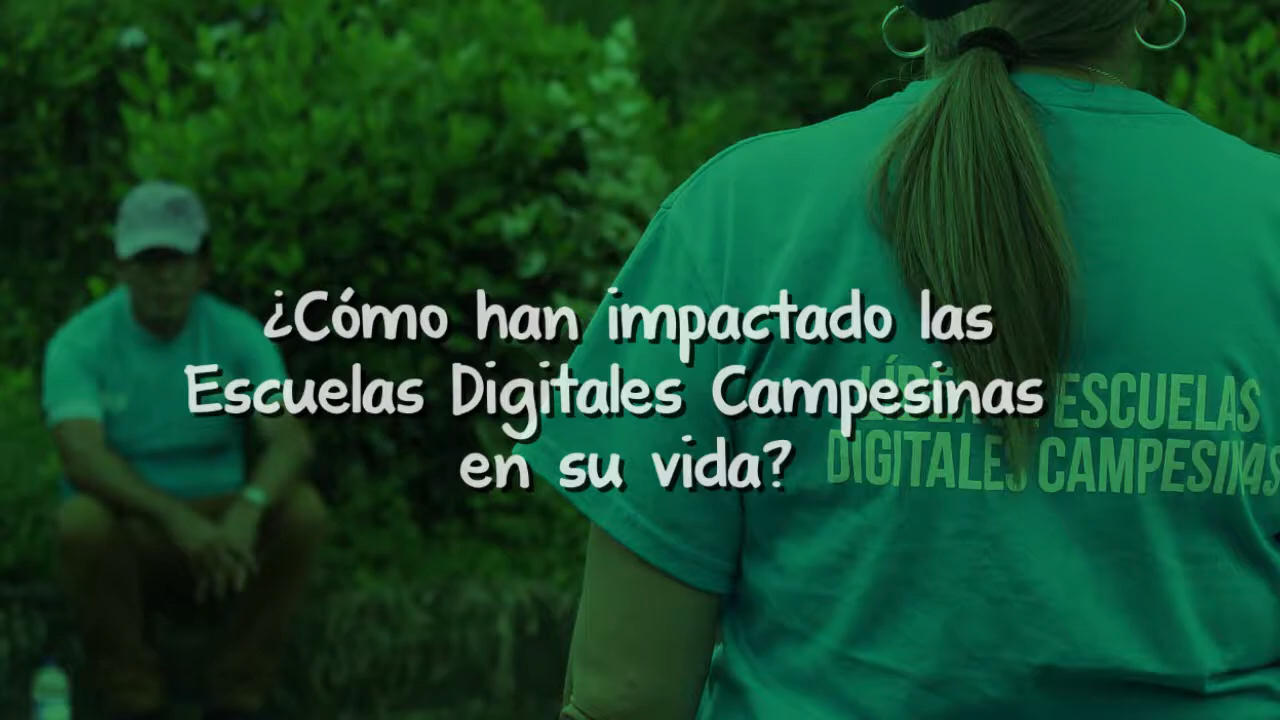 ¿Cómo han impactado las
Escuelas Digitales Campesinas
en su vida?
ESCUELAS
DIGITALES CAMPESINAS